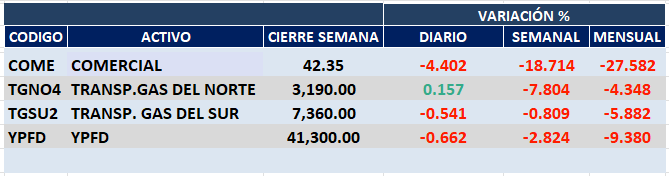 VARIACIÓN %
CODIGO ACTIVO CIERRE SEMANA DIARIO SEMANAL MENSUAL
COME COMERCIAL 42.35 -4.402 -18.714 -27.582
TGNO4 TRANSP.GAS DEL NORTE 3,190.00 0.157 -7.804 -4.348
TGSU2 TRANSP. GAS DEL SUR 7,360.00 -0.541 -0.809 -5.882
YPFD YPFD 41,300.00 -0.662 -2.824 -9.380